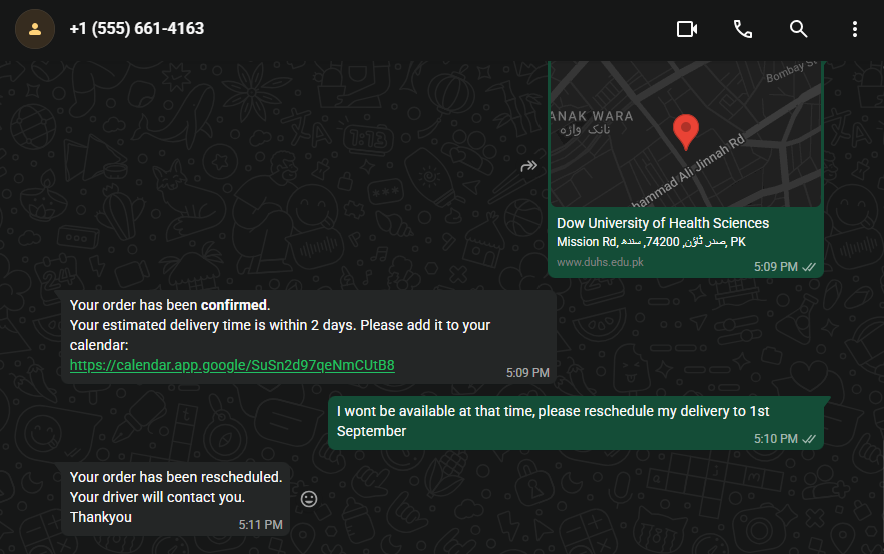 +1 (555) 661-4163
Bombay St
ANAK WARA
نانک واڑہ
hammad Ali Jinnah Rd
Dow University of Health Sciences
Mission Rd, صدر ٹاؤن, 74200, سندھ, PK
www.duhs.edu.pk
5:09 PM
Your order has been confirmed.
Your estimated delivery time is within 2 days. Please add it to your
calendar:
https://calendar.app.google/SuSn2d97qeNmCUtB8
5:09 PM
I wont be available at that time, please reschedule my delivery to 1st
September
5:10 PM
Your order has been rescheduled.
Your driver will contact you.
Thankyou
5:11 PM